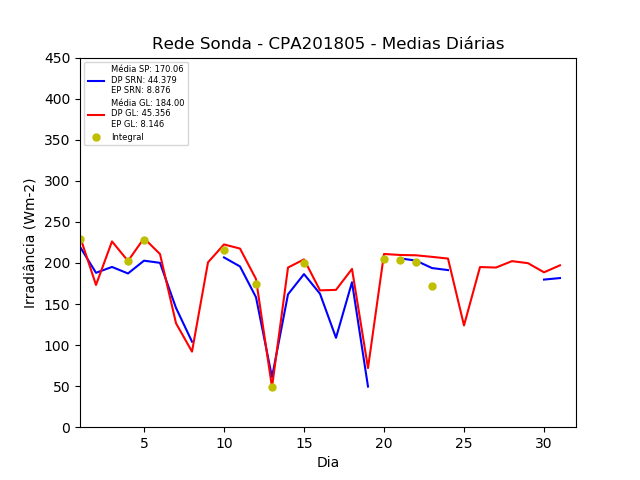 Rede Sonda - CPA201805 - Medias Diárias
Média SP: 170.06
DP SRN: 44.379
EP SRN: 8.876
Média GL: 184.00
DP GL: 45.356
EP GL: 8.146
Integral
Irradiância (Wm-2)
450
400
350
300
250
200
150
100
50
0
5
10
15
20
25
30
Dia